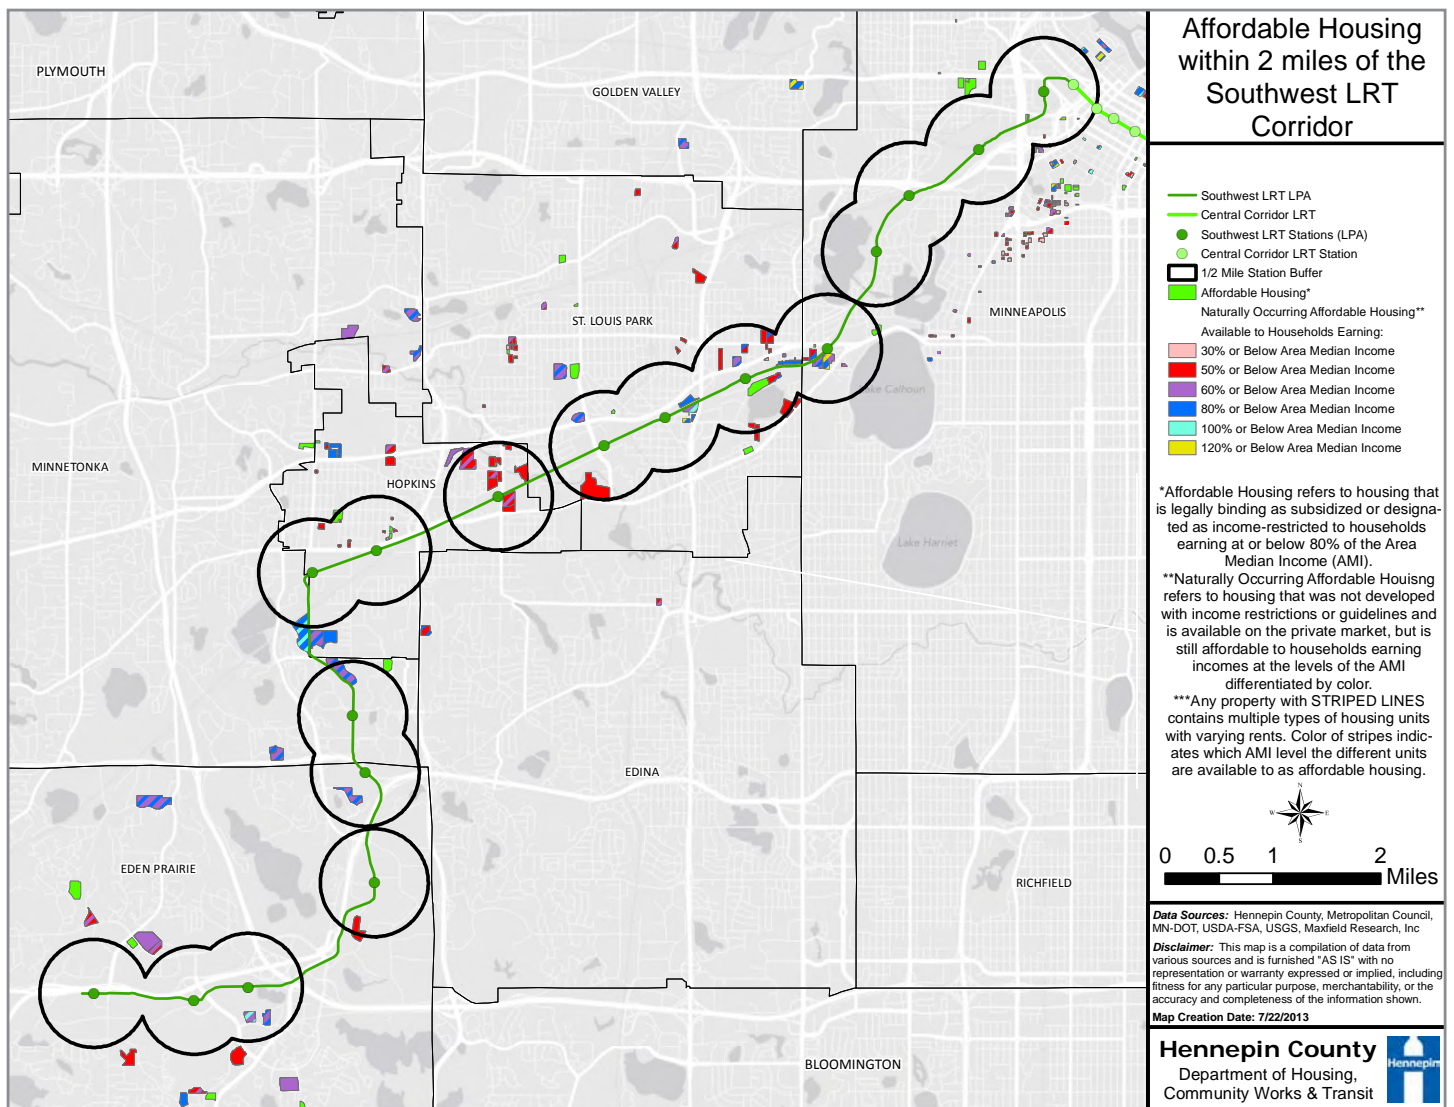 Affordable Housing
within 2 miles of the
Southwest LRT
Corridor
Southwest LRT LPA
Central Corridor LRT
Southwest LRT Stations (LPA)
Central Corridor LRT Station
1/2 Mile Station Buffer
Affordable Housing*
Naturally Occurring Affordable Housing**
Available to Households Earning:
30% or Below Area Median Income
50% or Below Area Median Income
60% or Below Area Median Income
80% or Below Area Median Income
100% or Below Area Median Income
120% or Below Area Median Income
*Affordable Housing refers to housing that
is legally binding as subsidized or designa-
ted as income-restricted to households
earning at or below 80% of the Area
Median Income (AMI).
**Naturally Occurring Affordable Houisng
refers to housing that was not developed
with income restrictions or guidelines and
is available on the private market, but is
still affordable to households earning
incomes at the levels of the AMI
differentiated by color.
***Any property with STRIPED LINES
contains multiple types of housing units
with varying rents. Color of stripes indic-
ates which AMI level the different units
are available to as affordable housing.
N
W
E
S
0 0.5 1 2
Miles
Data Sources: Hennepin County, Metropolitan Council,
MN-DOT, USDA-FSA, USGS, Maxfield Research, Inc
Disclaimer: This map is a compilation of data from
various sources and is furnished "AS IS" with no
representation or warranty expressed or implied, including
fitness for any particular purpose, merchantability, or the
accuracy and completeness of the information shown.
Map Creation Date: 7/22/2013
Hennepin County
Department of Housing,
Community Works & Transit
Hennepin
PLYMOUTH
GOLDEN VALLEY
ST. LOUIS PARK
MINNEAPOLIS
Lake Calhoun
MINNETONKA
HOPKINS
Lake Harriet
EDINA
EDEN PRAIRIE
RICHFIELD
BLOOMINGTON